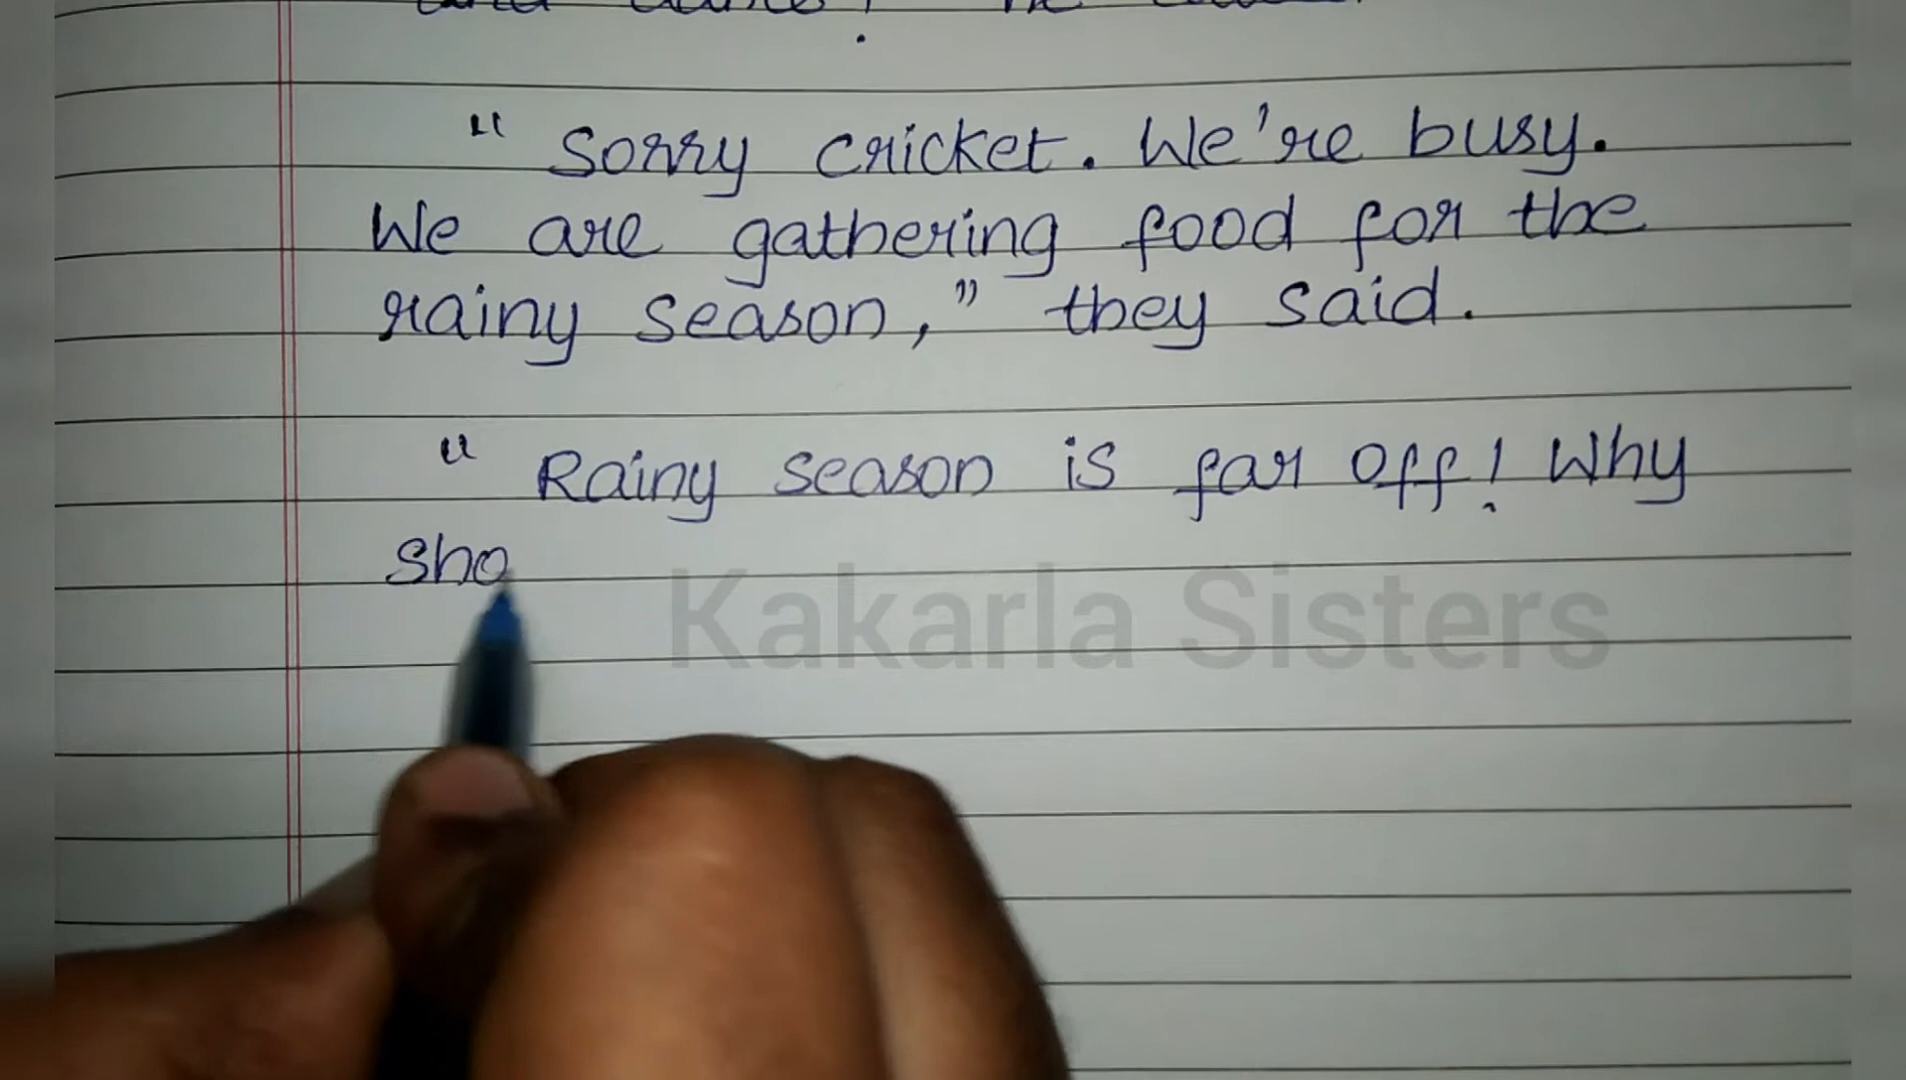 " Sorry cricket. We're busy.
We are gathering food for the
rainy season," they said.
" Rainy season is far off! Why
sho
Kakarla Sisters